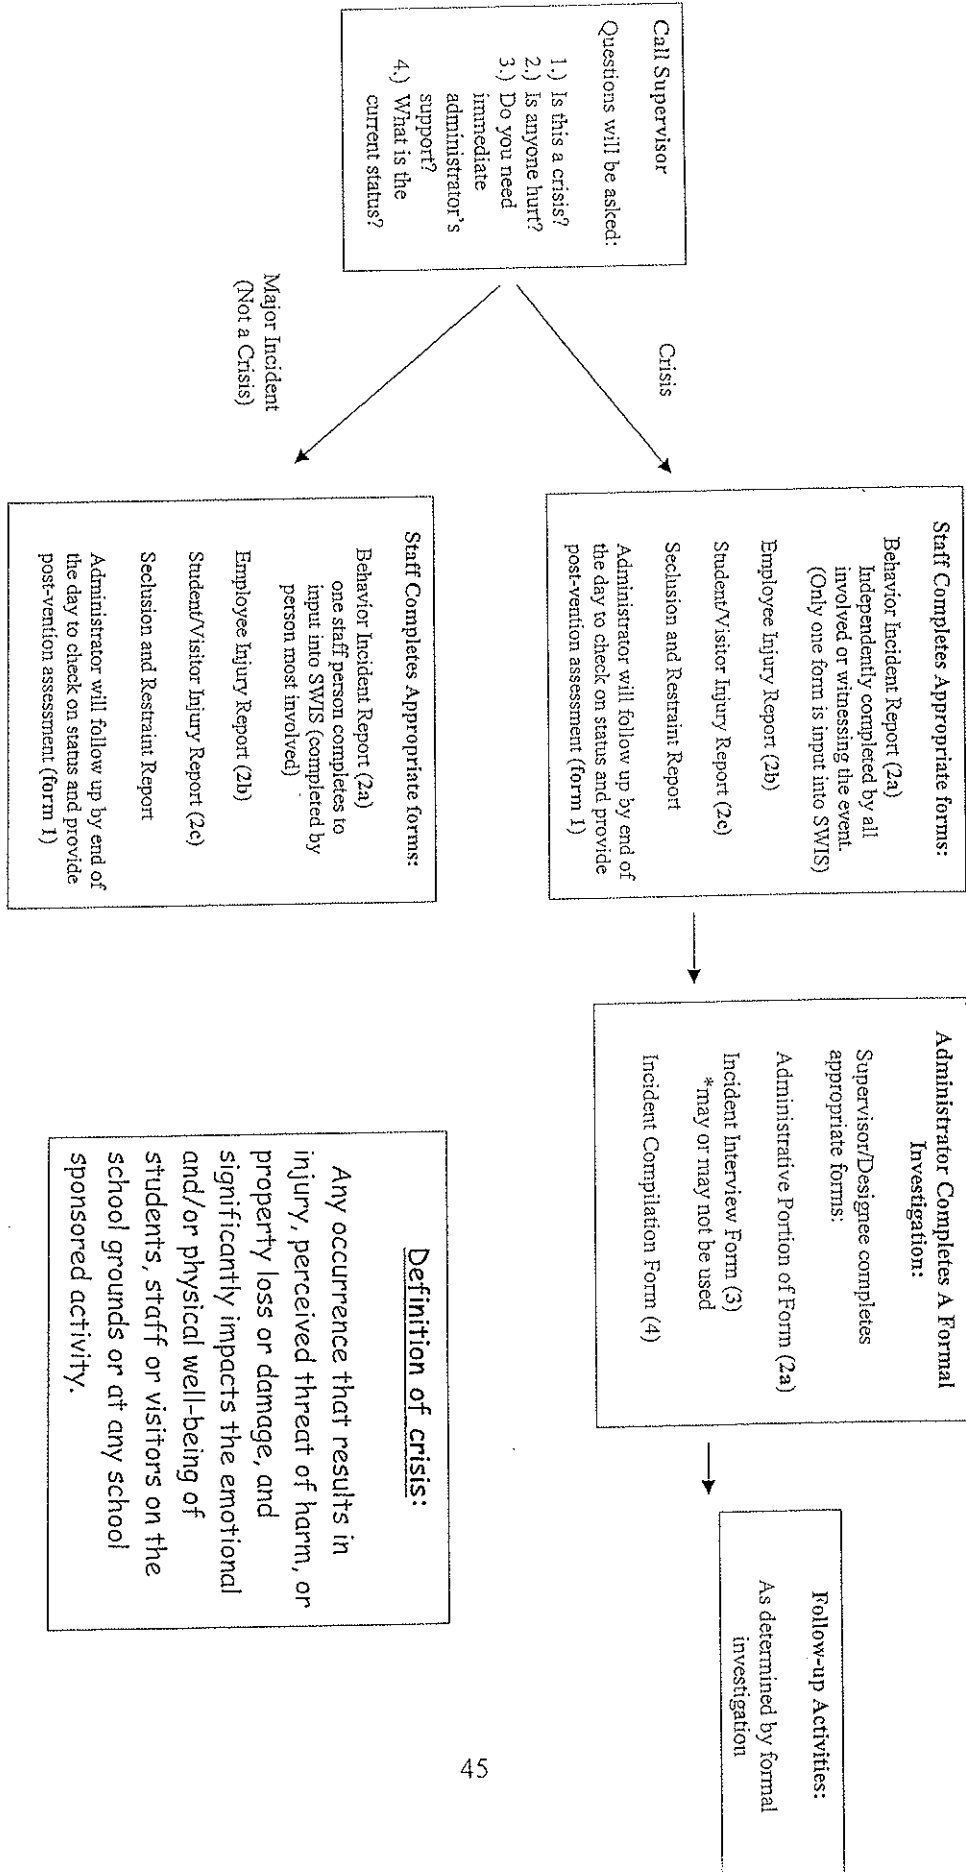 Call Supervisor
Questions will be asked:
1.) Is this a crisis?
2.) Is anyone hurt?
3.) Do you need
immediate
administrator's
support?
4.) What is the
current status?
Crisis
Major Incident
(Not a Crisis)
Staff Completes Appropriate forms:
Behavior Incident Report (2a)
Independently completed by all
involved or witnessing the event.
(Only one form is input into SWIS)
Employee Injury Report (2b)
Student/Visitor Injury Report (2c)
Seclusion and Restraint Report
Administrator will follow up by end of
the day to check on status and provide
post-vention assessment (form 1)
Staff Completes Appropriate forms:
Behavior Incident Report (2a)
one staff person completes to
input into SWIS (completed by
person most involved)
Employee Injury Report (2b)
Student/Visitor Injury Report (2c)
Seclusion and Restraint Report
Administrator will follow up by end of
the day to check on status and provide
post-vention assessment (form 1)
Administrator Completes A Formal
Investigation:
Supervisor/Designee completes
appropriate forms:
Administrative Portion of Form (2a)
Incident Interview Form (3)
*may or may not be used
Incident Compilation Form (4)
Follow-up Activities:
As determined by formal
investigation
Definition of crisis:
Any occurrence that results in
injury, perceived threat of harm, or
property loss or damage, and
significantly impacts the emotional
and/or physical well-being of
students, staff or visitors on the
school grounds or at any school
sponsored activity.
45